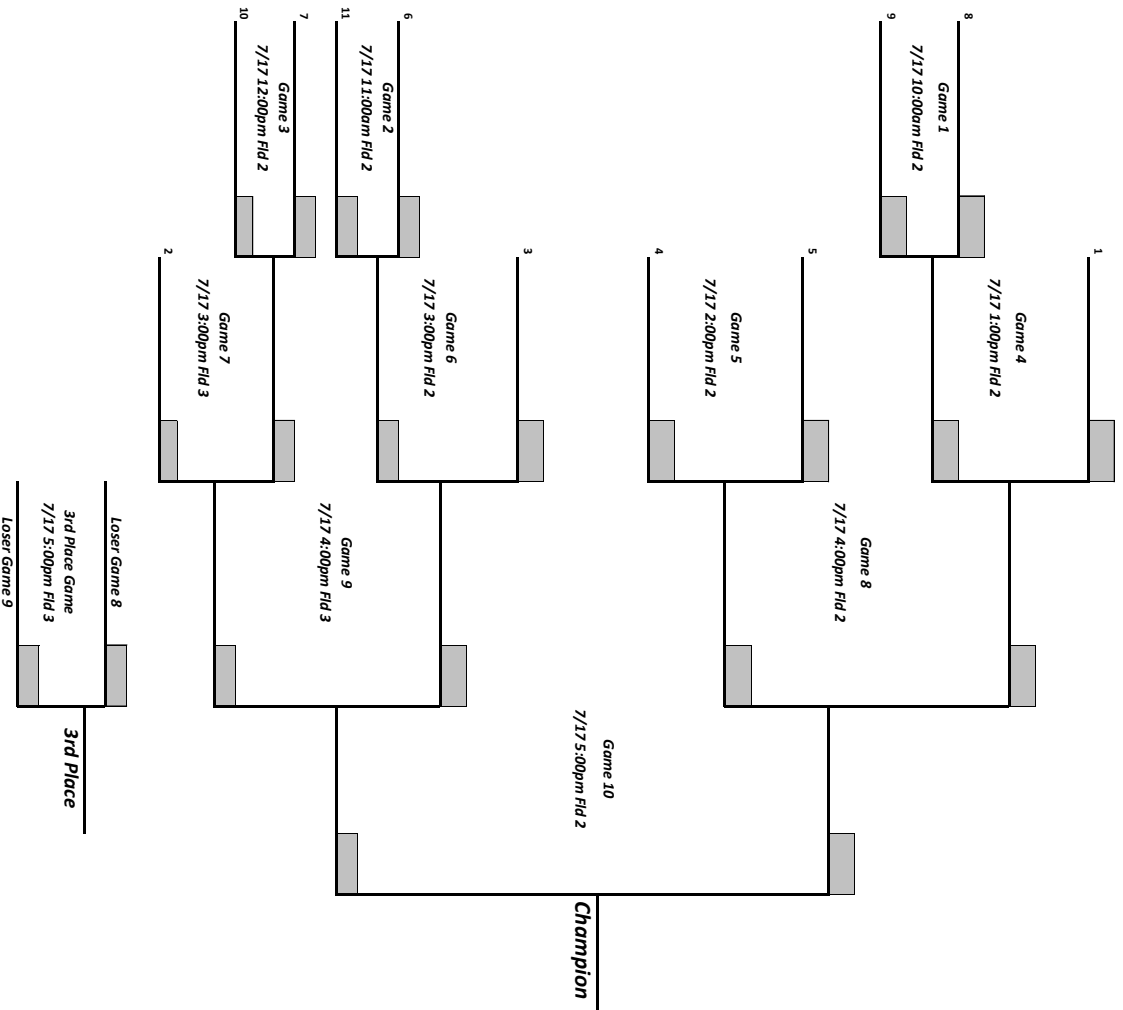 1
Game 4
7/17 1:00pm Fld 2
8
Game 1
7/17 10:00am Fld 2
9
Game 8
7/17 4:00pm Fld 2
5
Game 5
7/17 2:00pm Fld 2
4
Game 10
7/17 5:00pm Fld 2
Champion
3
Game 6
7/17 3:00pm Fld 2
6
Game 2
7/17 11:00am Fld 2
11
Game 9
7/17 4:00pm Fld 3
7
Game 3
7/17 12:00pm Fld 2
10
Game 7
7/17 3:00pm Fld 3
2
Loser Game 8
3rd Place Game
7/17 5:00pm Fld 3
3rd Place
Loser Game 9